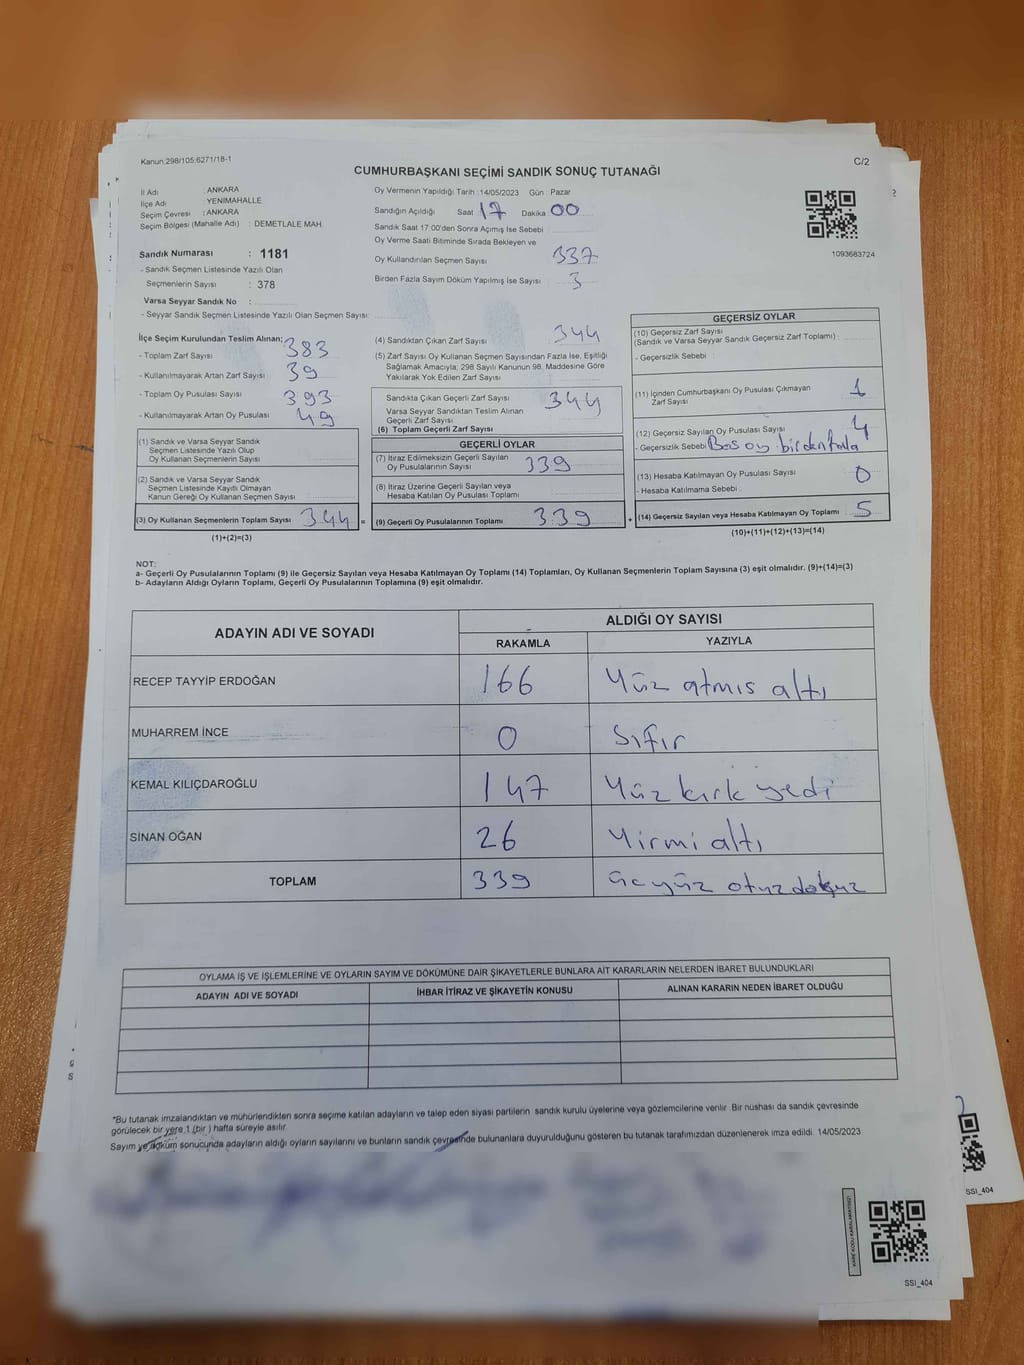 Kanun.298/105;6271/18-1
C/2
CUMHURBAŞKANI SEÇİMİ SANDIK SONUÇ TUTANAĞI
İl Adı : ANKARA
İlçe Adı : YENİMAHALLE
Seçim Çevresi : ANKARA
Seçim Bölgesi (Mahalle Adı) : DEMETLALE MAH.
Sandık Numarası : 1181
- Sandık Seçmen Listesinde Yazılı Olan
Seçmenlerin Sayısı : 378
Varsa Seyyar Sandık No :
- Seyyar Sandık Seçmen Listesinde Yazılı Olan Seçmen Sayısı:
Oy Vermenin Yapıldığı Tarih : 14/05/2023 Gün : Pazar
Sandığın Açıldığı Saat 17 Dakika 00
Sandık Saat 17:00'den Sonra Açımış İse Sebebi
Oy Verme Saati Bitiminde Sırada Bekleyen ve
Oy Kullandırılan Seçmen Sayısı 337
Birden Fazla Sayım Döküm Yapılmış İse Sayısı : 3
1093683724
İlçe Seçim Kurulundan Teslim Alınan;
- Toplam Zarf Sayısı 383
- Kullanılmayarak Artan Zarf Sayısı 39
- Toplam Oy Pusulası Sayısı 393
- Kullanılmayarak Artan Oy Pusulası 49
(1) Sandık ve Varsa Seyyar Sandık
Seçmen Listesinde Yazılı Olup
Oy Kullanan Seçmenlerin Sayısı
(2) Sandık ve Varsa Seyyar Sandık
Seçmen Listesinde Kayıtlı Olmayan
Kanun Gereği Oy Kullanan Seçmen Sayısı
(3) Oy Kullanan Seçmenlerin Toplam Sayısı 344 =
(1)+(2)=(3)
(4) Sandıktan Çıkan Zarf Sayısı 344
(5) Zarf Sayısı Oy Kullanan Seçmen Sayısından Fazla İse, Eşitliği
Sağlamak Amacıyla; 298 Sayılı Kanunun 98. Maddesine Göre
Yakılarak Yok Edilen Zarf Sayısı
Sandıkta Çıkan Geçerli Zarf Sayısı 344
Varsa Seyyar Sandıktan Teslim Alınan
Geçerli Zarf Sayısı
(6) Toplam Geçerli Zarf Sayısı
GEÇERLİ OYLAR
(7) İtiraz Edilmeksizin Geçerli Sayılan
Oy Pusulalarının Sayısı 339
(8) İtiraz Üzerine Geçerli Sayılan veya
Hesaba Katılan Oy Pusulası Toplamı
(9) Geçerli Oy Pusulalarının Toplamı 339 +
GEÇERSİZ OYLAR
(10) Geçersiz Zarf Sayısı
(Sandık ve Varsa Seyyar Sandık Geçersiz Zarf Toplamı)
- Geçersizlik Sebebi :
(11) İçinden Cumhurbaşkanı Oy Pusulası Çıkmayan
Zarf Sayısı 1
(12) Geçersiz Sayılan Oy Pusulası Sayısı 4
- Geçersizlik Sebebi Bos oy birden fazla
(13) Hesaba Katılmayan Oy Pusulası Sayısı 0
- Hesaba Katılmama Sebebi :
(14) Geçersiz Sayılan veya Hesaba Katılmayan Oy Toplamı 5
(10)+(11)+(12)+(13)=(14)
NOT:
a- Geçerli Oy Pusulalarının Toplamı (9) ile Geçersiz Sayılan veya Hesaba Katılmayan Oy Toplamı (14) Toplamları, Oy Kullanan Seçmenlerin Toplam Sayısına (3) eşit olmalıdır. (9)+(14)=(3)
b- Adayların Aldığı Oyların Toplamı, Geçerli Oy Pusulalarının Toplamına (9) eşit olmalıdır.
ADAYIN ADI VE SOYADI ALDIĞI OY SAYISI
RAKAMLA YAZIYLA
RECEP TAYYİP ERDOĞAN 166 Yüz atmıs altı
MUHARREM İNCE 0 Sıfır
KEMAL KILIÇDAROĞLU 147 Yüz kırk yedi
SİNAN OĞAN 26 Yirmi altı
TOPLAM 339 üc yüz otuz dokuz
OYLAMA İŞ VE İŞLEMLERİNE VE OYLARIN SAYIM VE DÖKÜMÜNE DAİR ŞİKAYETLERLE BUNLARA AİT KARARLARIN NELERDEN İBARET BULUNDUKLARI
ADAYIN ADI VE SOYADI İHBAR İTİRAZ VE ŞİKAYETİN KONUSU ALINAN KARARIN NEDEN İBARET OLDUĞU
*Bu tutanak imzalandıktan ve mühürlendikten sonra seçime katılan adayların ve talep eden siyasi partilerin sandık kurulu üyelerine veya gözlemcilerine verilir. Bir nüshası da sandık çevresinde
görülecek bir yere 1 (bir ) hafta süreyle asılır.
Sayım ve döküm sonucunda adayların aldığı oyların sayılarını ve bunların sandık çevresinde bulunanlara duyurulduğunu gösteren bu tutanak tarafımızdan düzenlenerek imza edildi. 14/05/2023
SSI_404
SSI_404